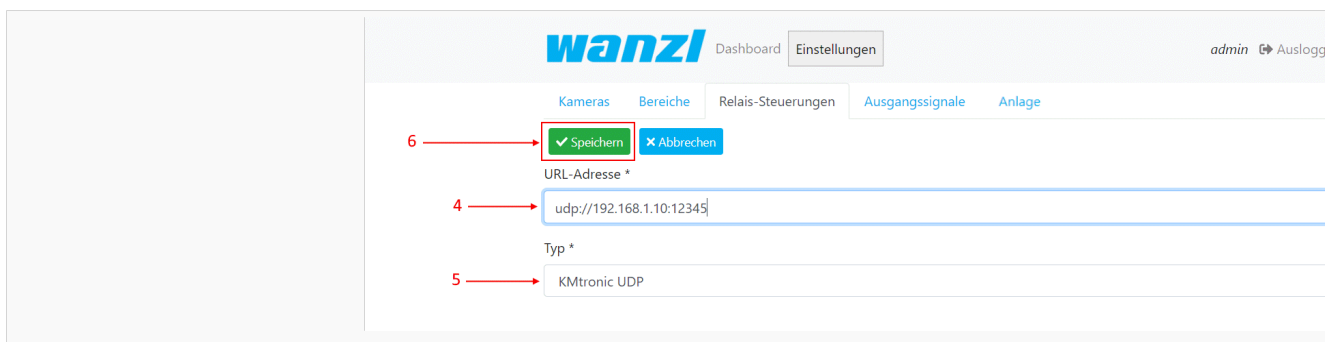 wanzl Dashboard Einstellungen admin Auslogg
Kameras Bereiche Relais-Steuerungen Ausgangssignale Anlage
6 Speichern Abbrechen
URL-Adresse *
4 udp://192.168.1.10:12345
Typ *
5 KMtronic UDP